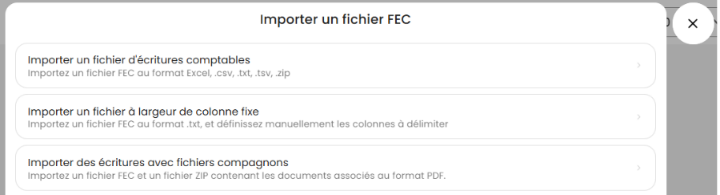 Importer un fichier FEC
Importer un fichier d'écritures comptables
Importez un fichier FEC au format Excel, .csv, .txt, .tsv, .zip
Importer un fichier à largeur de colonne fixe
Importez un fichier FEC au format .txt, et définissez manuellement les colonnes à délimiter
Importer des écritures avec fichiers compagnons
Importez un fichier FEC et un fichier ZIP contenant les documents associés au format PDF.